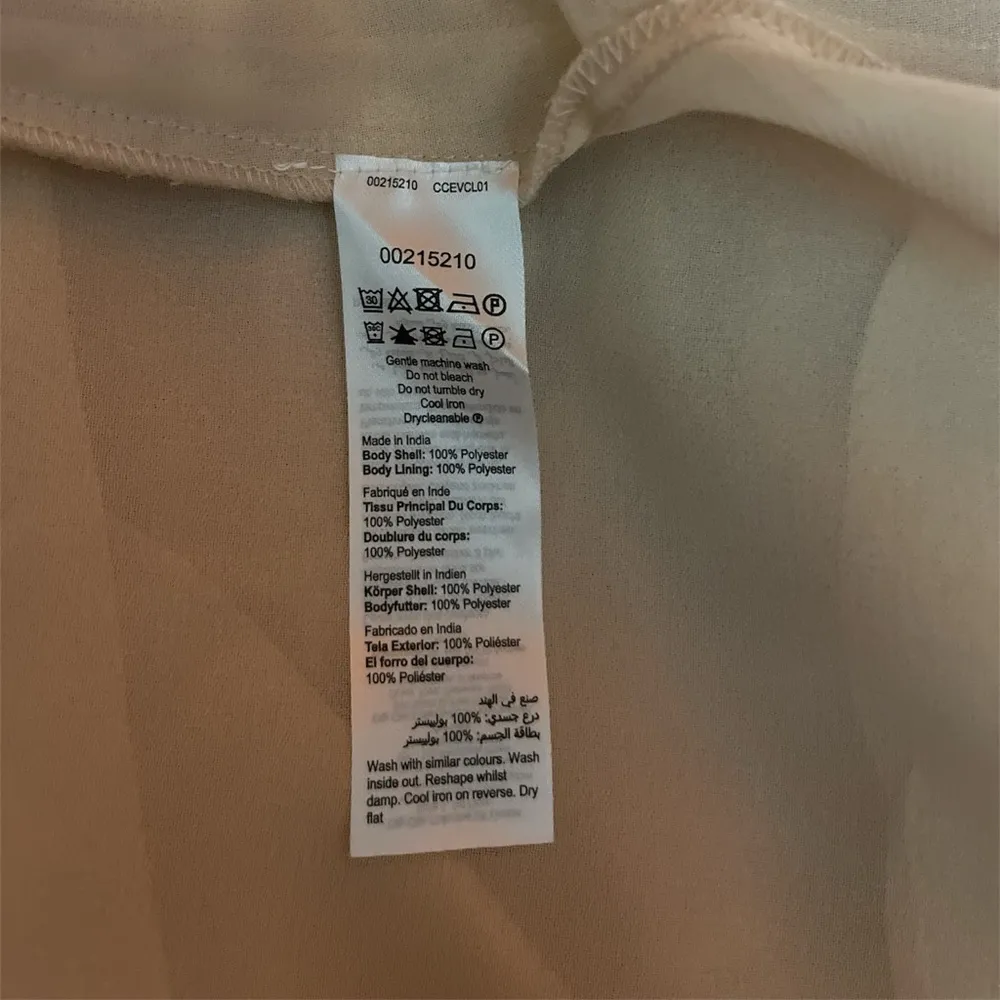 00215210 CCEVCL01
00215210
30
P
P
Gentle machine wash
Do not bleach
Do not tumble dry
Cool Iron
Drycleanable Ⓟ
Made in India
Body Shell: 100% Polyester
Body Lining: 100% Polyester
Fabriqué en Inde
Tissu Principal Du Corps:
100% Polyester
Doublure du corps:
100% Polyester
Hergestellt in Indien
Körper Shell: 100% Polyester
Bodyfutter: 100% Polyester
Fabricado en India
Tela Exterior: 100% Poliéster
El forro del cuerpo:
100% Poliéster
صنع في الهند
درع جسدي: 100% بوليستر
بطاقة الجسم: 100% بوليستر
Wash with similar colours. Wash
inside out. Reshape whilst
damp. Cool iron on reverse. Dry
flat